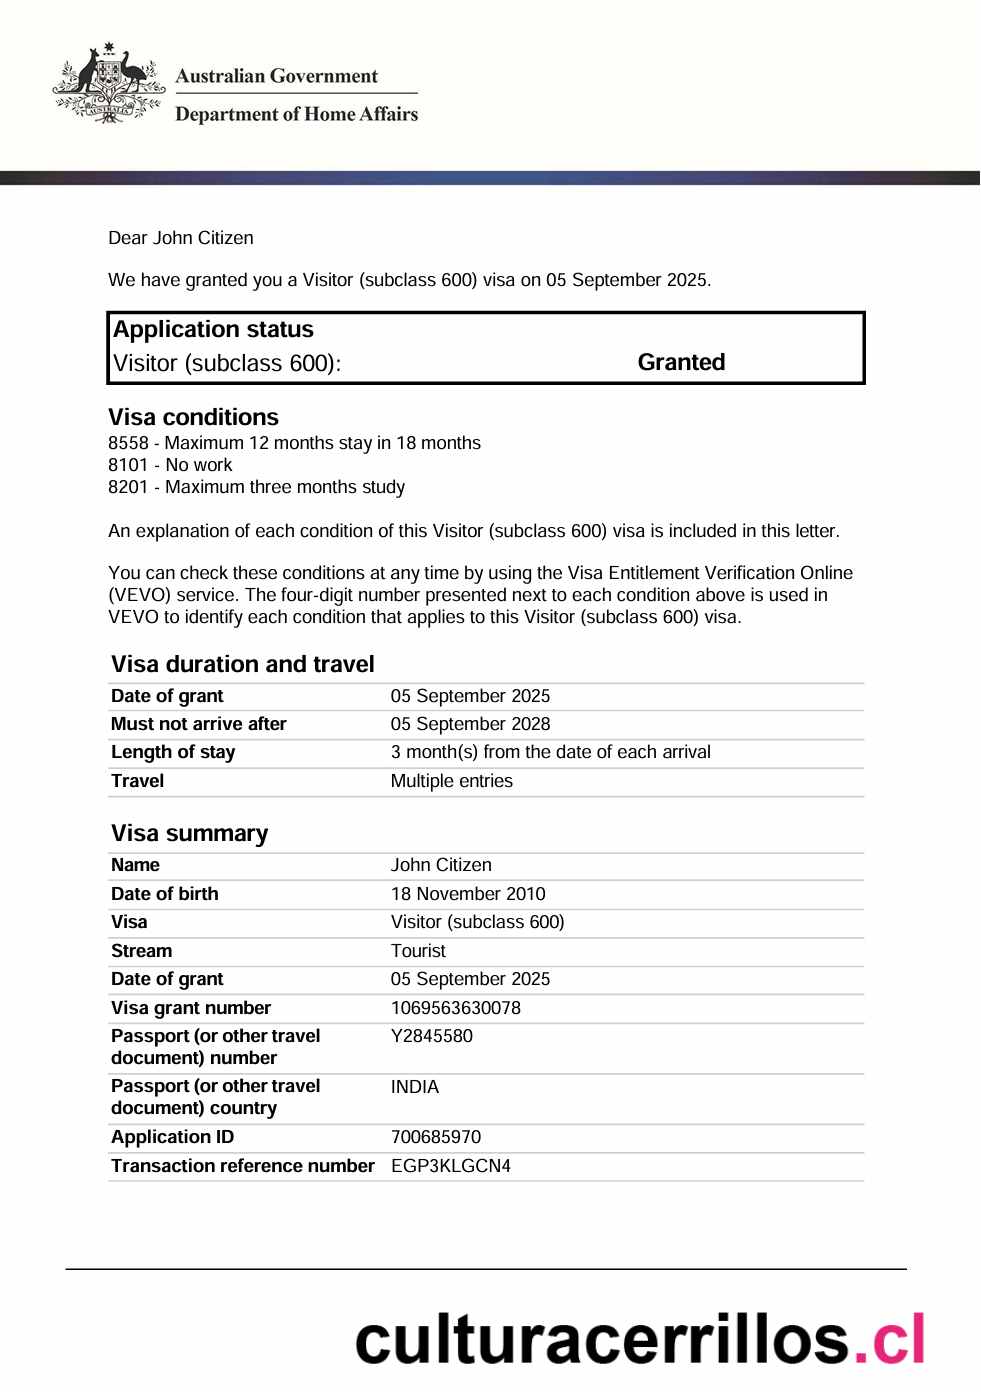 AUSTRALIA
Australian Government
Department of Home Affairs
Dear John Citizen
We have granted you a Visitor (subclass 600) visa on 05 September 2025.
Application status
Visitor (subclass 600): Granted
Visa conditions
8558 - Maximum 12 months stay in 18 months
8101 - No work
8201 - Maximum three months study
An explanation of each condition of this Visitor (subclass 600) visa is included in this letter.
You can check these conditions at any time by using the Visa Entitlement Verification Online
(VEVO) service. The four-digit number presented next to each condition above is used in
VEVO to identify each condition that applies to this Visitor (subclass 600) visa.
Visa duration and travel
Date of grant 05 September 2025
Must not arrive after 05 September 2028
Length of stay 3 month(s) from the date of each arrival
Travel Multiple entries
Visa summary
Name John Citizen
Date of birth 18 November 2010
Visa Visitor (subclass 600)
Stream Tourist
Date of grant 05 September 2025
Visa grant number 1069563630078
Passport (or other travel Y2845580
document) number
Passport (or other travel INDIA
document) country
Application ID 700685970
Transaction reference number EGP3KLGCN4
culturacerrillos.cl